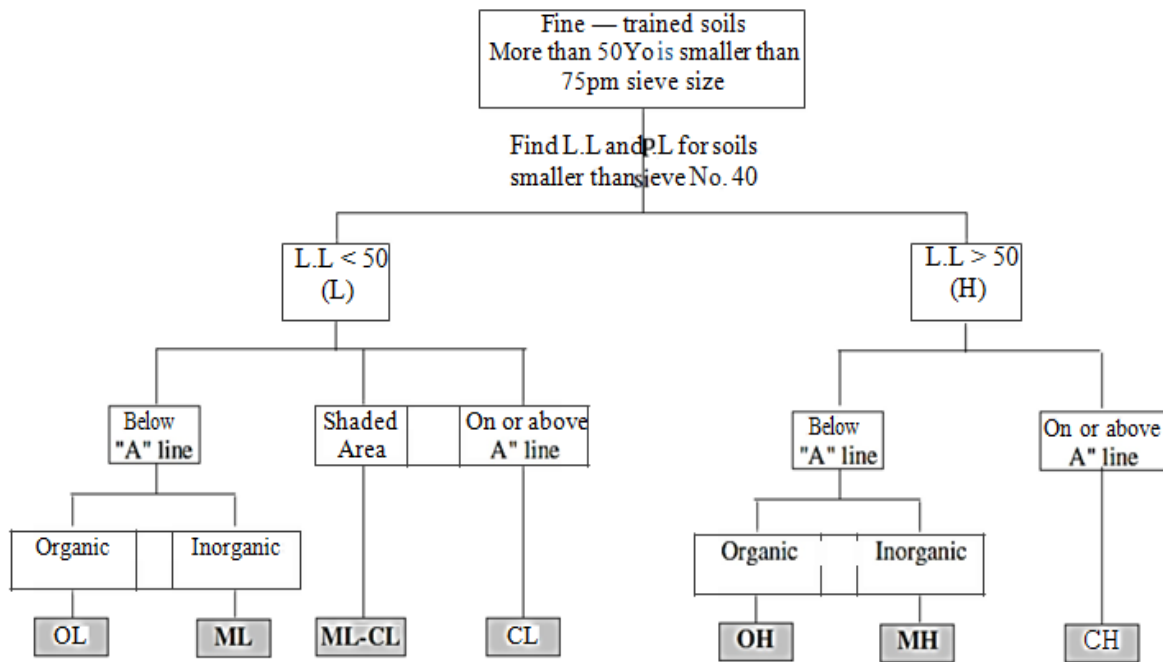 Fine — trained soils
More than 50Yo is smaller than
75pm sieve size
Find L.L and P.L for soils
smaller than sieve No. 40
L.L < 50
(L)
L.L > 50
(H)
Below
"A" line
Shaded
Area
On or above
A" line
Below
"A" line
On or above
A" line
Organic
Inorganic
Organic
Inorganic
OL
ML
ML-CL
CL
OH
MH
CH